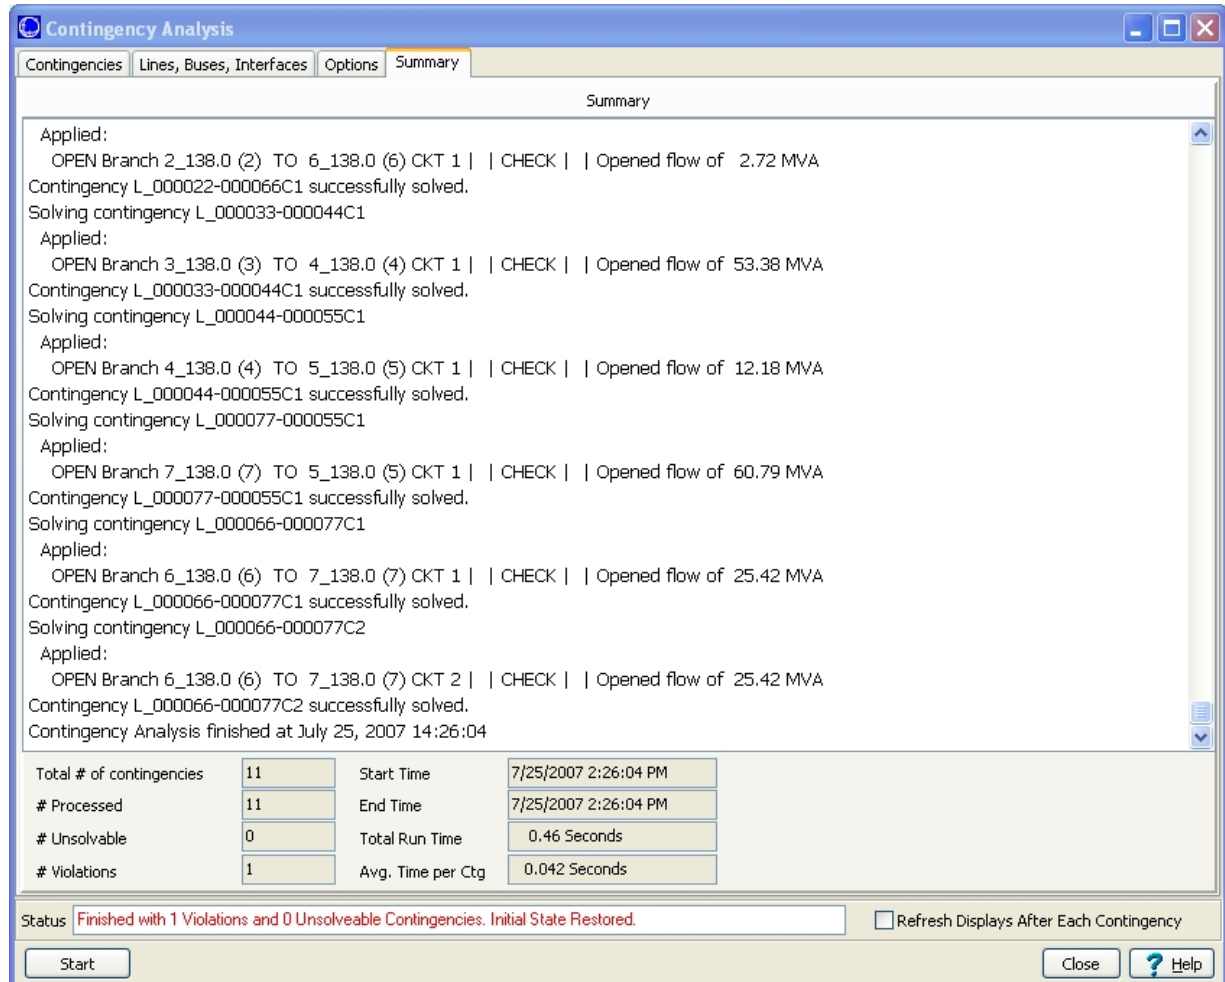 Contingency Analysis
Contingencies Lines, Buses, Interfaces Options Summary
Summary
Applied:
OPEN Branch 2_138.0 (2) TO 6_138.0 (6) CKT 1 | | CHECK | | Opened flow of 2.72 MVA
Contingency L_000022-000066C1 successfully solved.
Solving contingency L_000033-000044C1
Applied:
OPEN Branch 3_138.0 (3) TO 4_138.0 (4) CKT 1 | | CHECK | | Opened flow of 53.38 MVA
Contingency L_000033-000044C1 successfully solved.
Solving contingency L_000044-000055C1
Applied:
OPEN Branch 4_138.0 (4) TO 5_138.0 (5) CKT 1 | | CHECK | | Opened flow of 12.18 MVA
Contingency L_000044-000055C1 successfully solved.
Solving contingency L_000077-000055C1
Applied:
OPEN Branch 7_138.0 (7) TO 5_138.0 (5) CKT 1 | | CHECK | | Opened flow of 60.79 MVA
Contingency L_000077-000055C1 successfully solved.
Solving contingency L_000066-000077C1
Applied:
OPEN Branch 6_138.0 (6) TO 7_138.0 (7) CKT 1 | | CHECK | | Opened flow of 25.42 MVA
Contingency L_000066-000077C1 successfully solved.
Solving contingency L_000066-000077C2
Applied:
OPEN Branch 6_138.0 (6) TO 7_138.0 (7) CKT 2 | | CHECK | | Opened flow of 25.42 MVA
Contingency L_000066-000077C2 successfully solved.
Contingency Analysis finished at July 25, 2007 14:26:04
Total # of contingencies 11 Start Time 7/25/2007 2:26:04 PM
# Processed 11 End Time 7/25/2007 2:26:04 PM
# Unsolvable 0 Total Run Time 0.46 Seconds
# Violations 1 Avg. Time per Ctg 0.042 Seconds
Status Finished with 1 Violations and 0 Unsolveable Contingencies. Initial State Restored. Refresh Displays After Each Contingency
Start Close ? Help